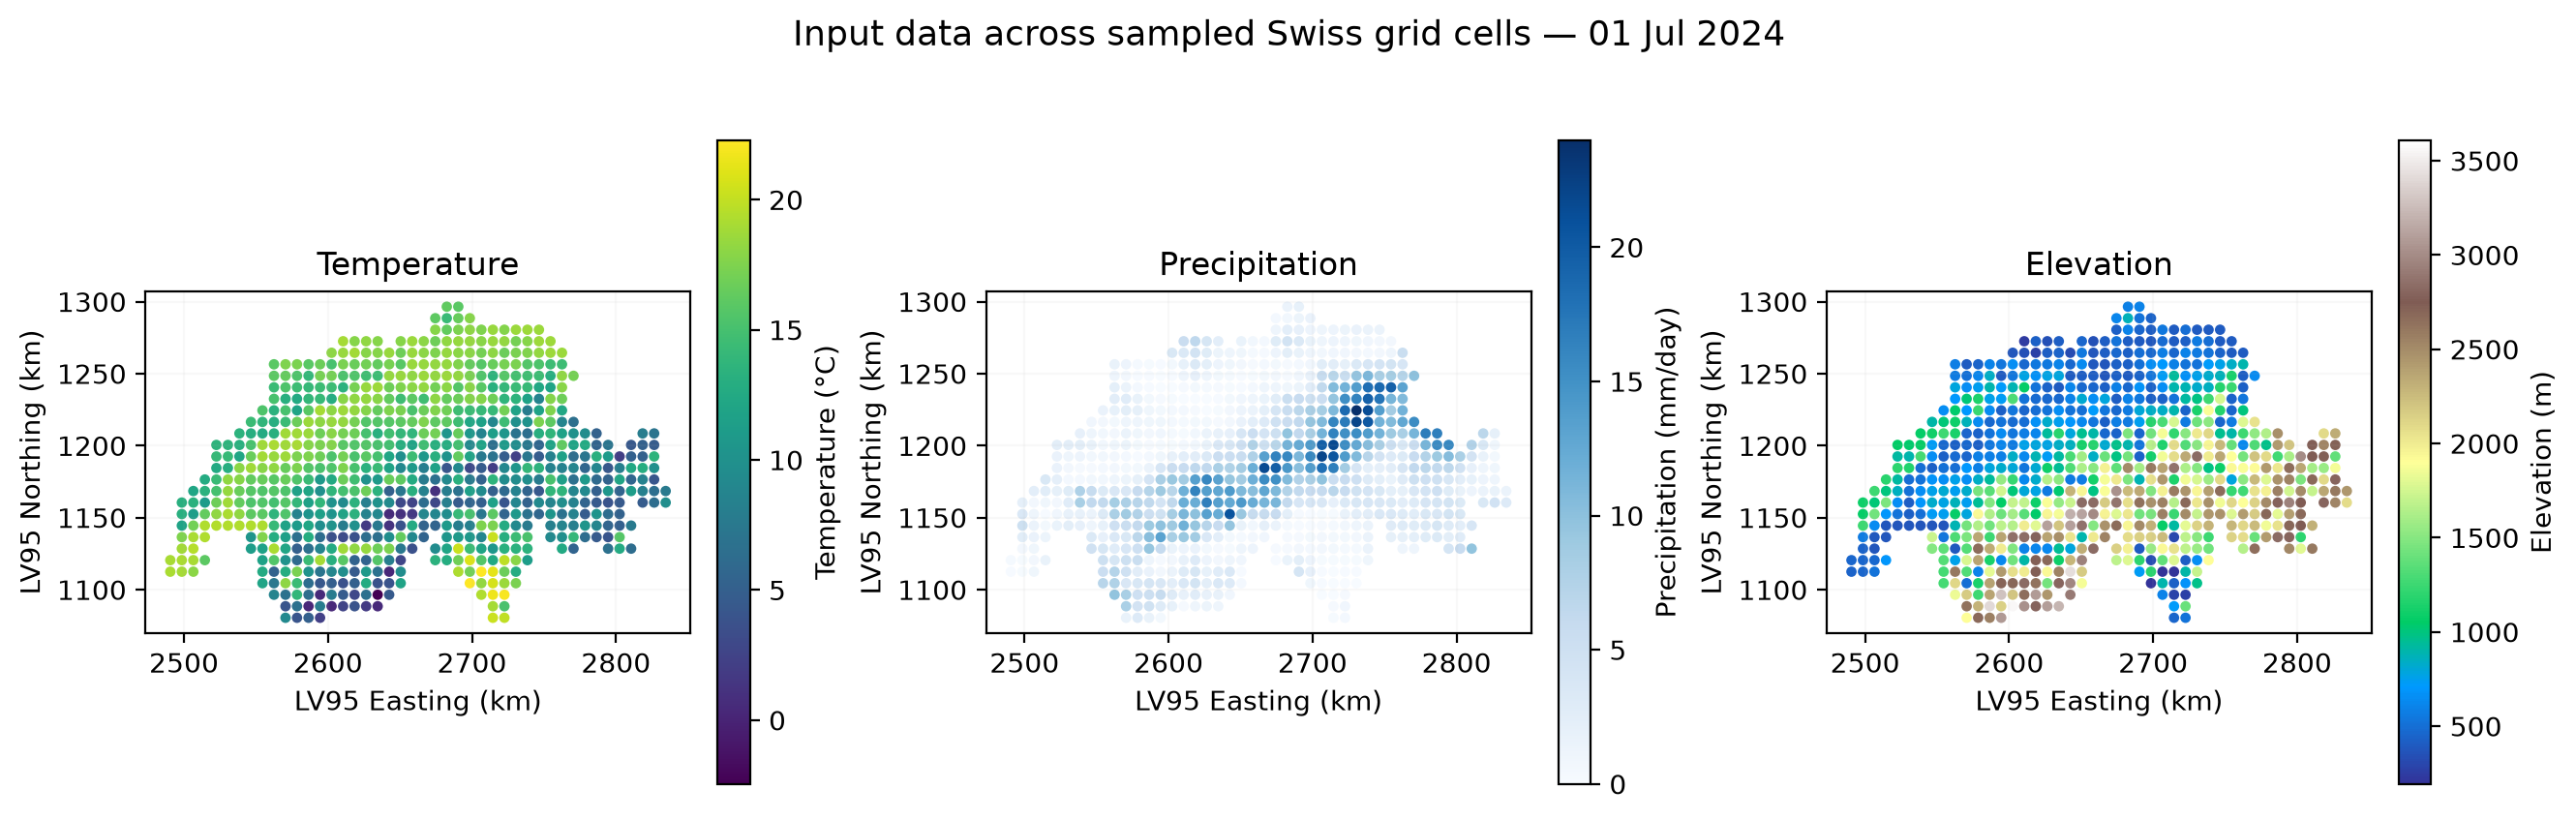 Input data across sampled Swiss grid cells — 01 Jul 2024
Temperature
1300
1250
1200
1150
1100
LV95 Northing (km)
2500 2600 2700 2800
LV95 Easting (km)
20
15
10
5
0
Temperature (°C)
Precipitation
1300
1250
1200
1150
1100
LV95 Northing (km)
2500 2600 2700 2800
LV95 Easting (km)
20
15
10
5
0
Precipitation (mm/day)
Elevation
1300
1250
1200
1150
1100
LV95 Northing (km)
2500 2600 2700 2800
LV95 Easting (km)
3500
3000
2500
2000
1500
1000
500
Elevation (m)